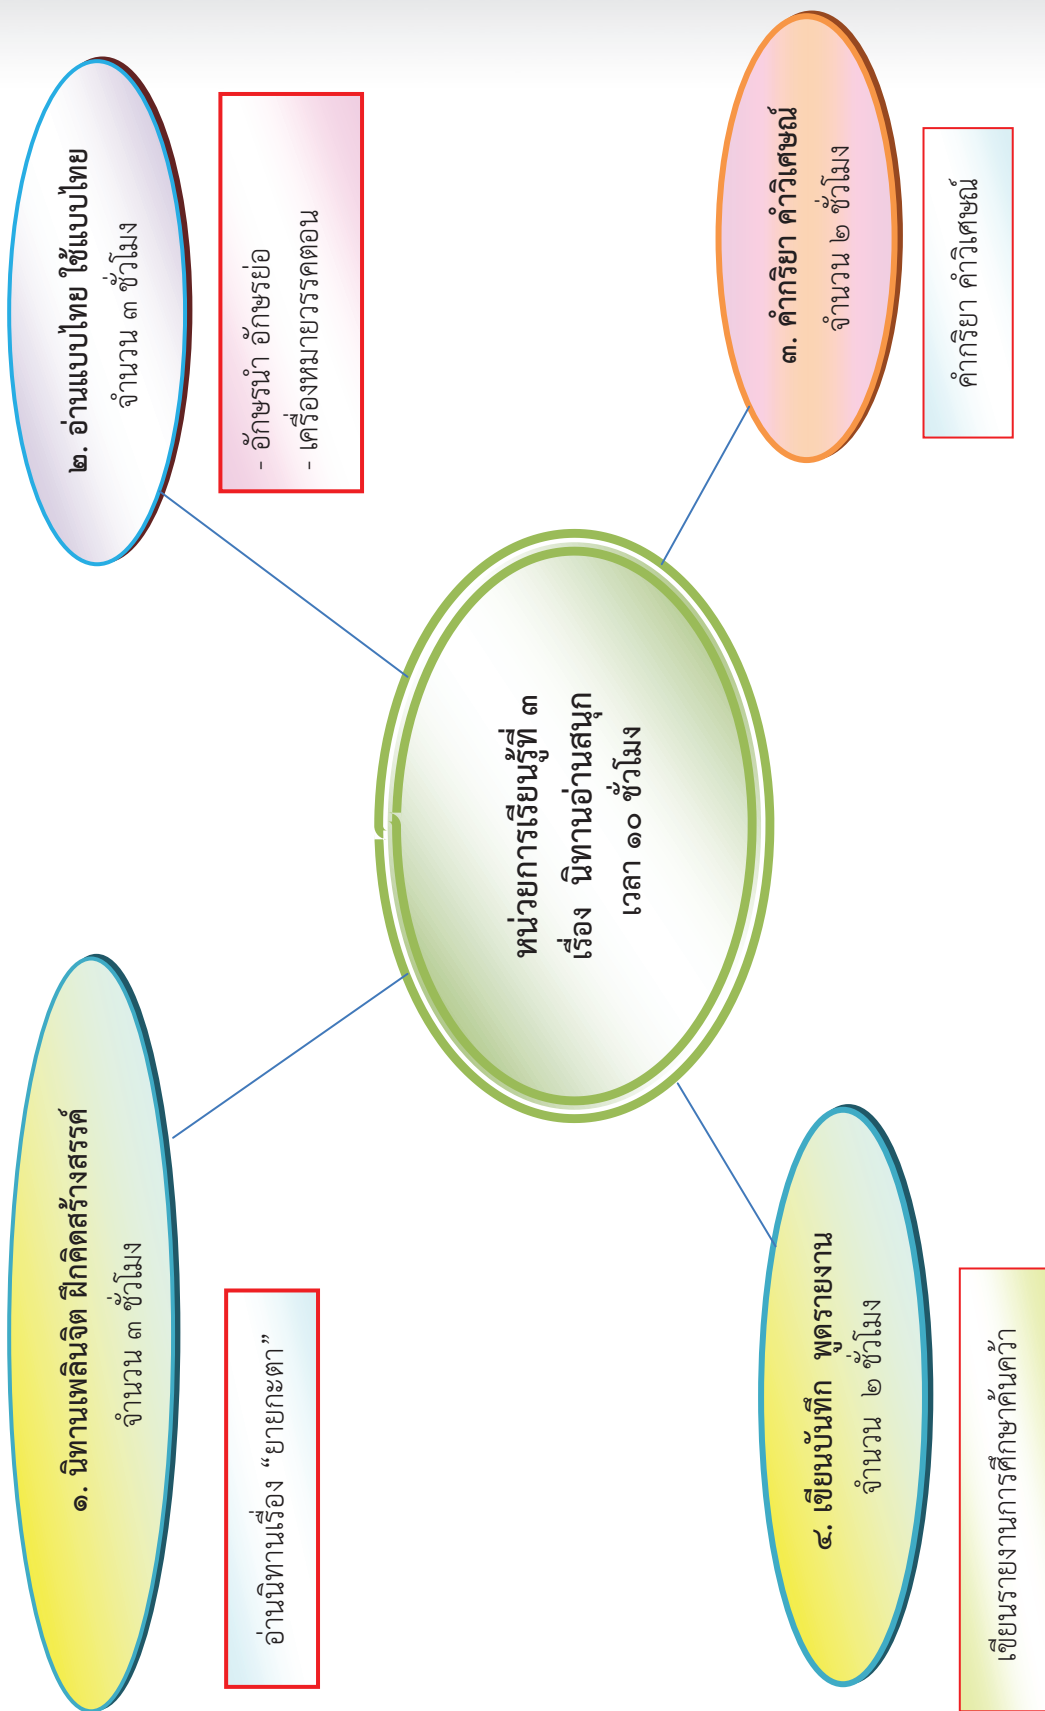 ๑. นิทานเพลินจิต ฝึกคิดสร้างสรรค์
จำนวน ๓ ชั่วโมง
อ่านนิทานเรื่อง “ยายกะตา”
๒. อ่านแบบไทย ใช้แบบไทย
จำนวน ๓ ชั่วโมง
- อักษรนำ อักษรย่อ
- เครื่องหมายวรรคตอน
หน่วยการเรียนรู้ที่ ๓
เรื่อง นิทานอ่านสนุก
เวลา ๑๐ ชั่วโมง
๔. เขียนบันทึก พูดรายงาน
จำนวน ๒ ชั่วโมง
เขียนรายงานการศึกษาค้นคว้า
๓. คำกริยา คำวิเศษณ์
จำนวน ๒ ชั่วโมง
คำกริยา คำวิเศษณ์